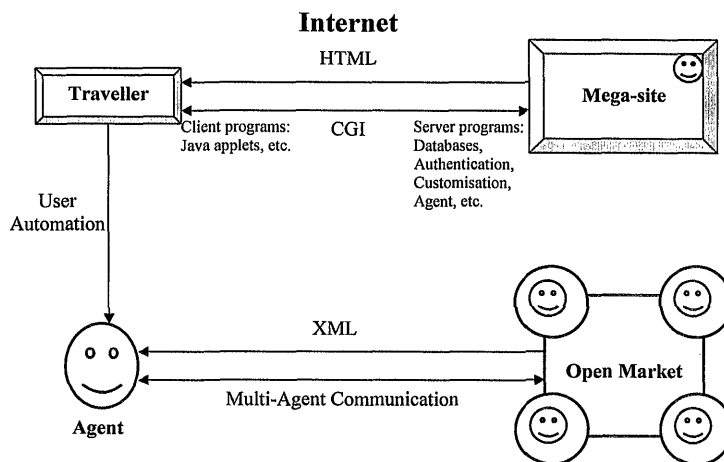 Internet
HTML
Traveller
Mega-site
Client programs:
Java applets, etc.
CGI
Server programs:
Databases,
Authentication,
Customisation,
Agent, etc.
User
Automation
XML
Open Market
Multi-Agent Communication
Agent